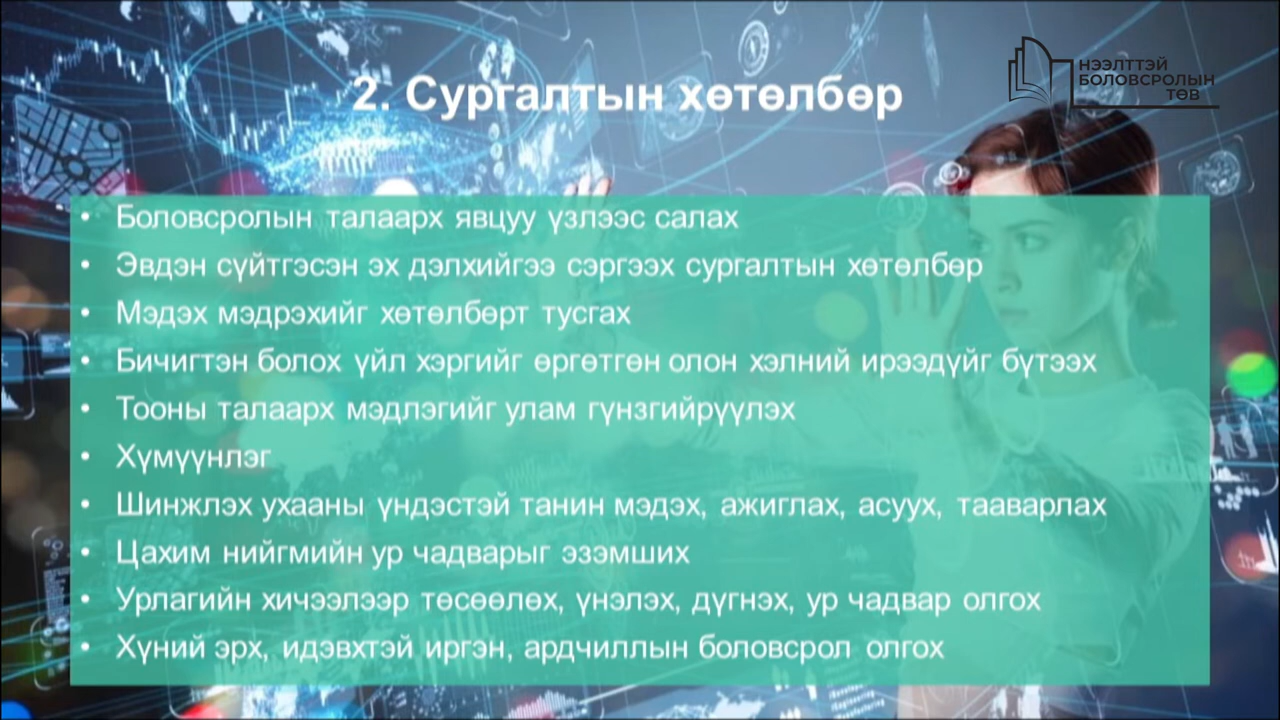 НЭЭЛТТЭЙ
БОЛОВСРОЛЫН
ТӨВ
2. Сургалтын хөтөлбөр
• Боловсролын талаарх явцуу үзлээс салах
• Эвдэн сүйтгэсэн эх дэлхийгээ сэргээх сургалтын хөтөлбөр
• Мэдэх мэдрэхийг хөтөлбөрт тусгах
• Бичигтэн болох үйл хэргийг өргөтгөн олон хэлний ирээдүйг бүтээх
• Тооны талаарх мэдлэгийг улам гүнзгийрүүлэх
• Хүмүүнлэг
• Шинжлэх ухааны үндэстэй танин мэдэх, ажиглах, асуух, тааварлах
• Цахим нийгмийн ур чадварыг эзэмших
• Урлагийн хичээлээр төсөөлөх, үнэлэх, дүгнэх, ур чадвар олгох
• Хүний эрх, идэвхтэй иргэн, ардчиллын боловсрол олгох